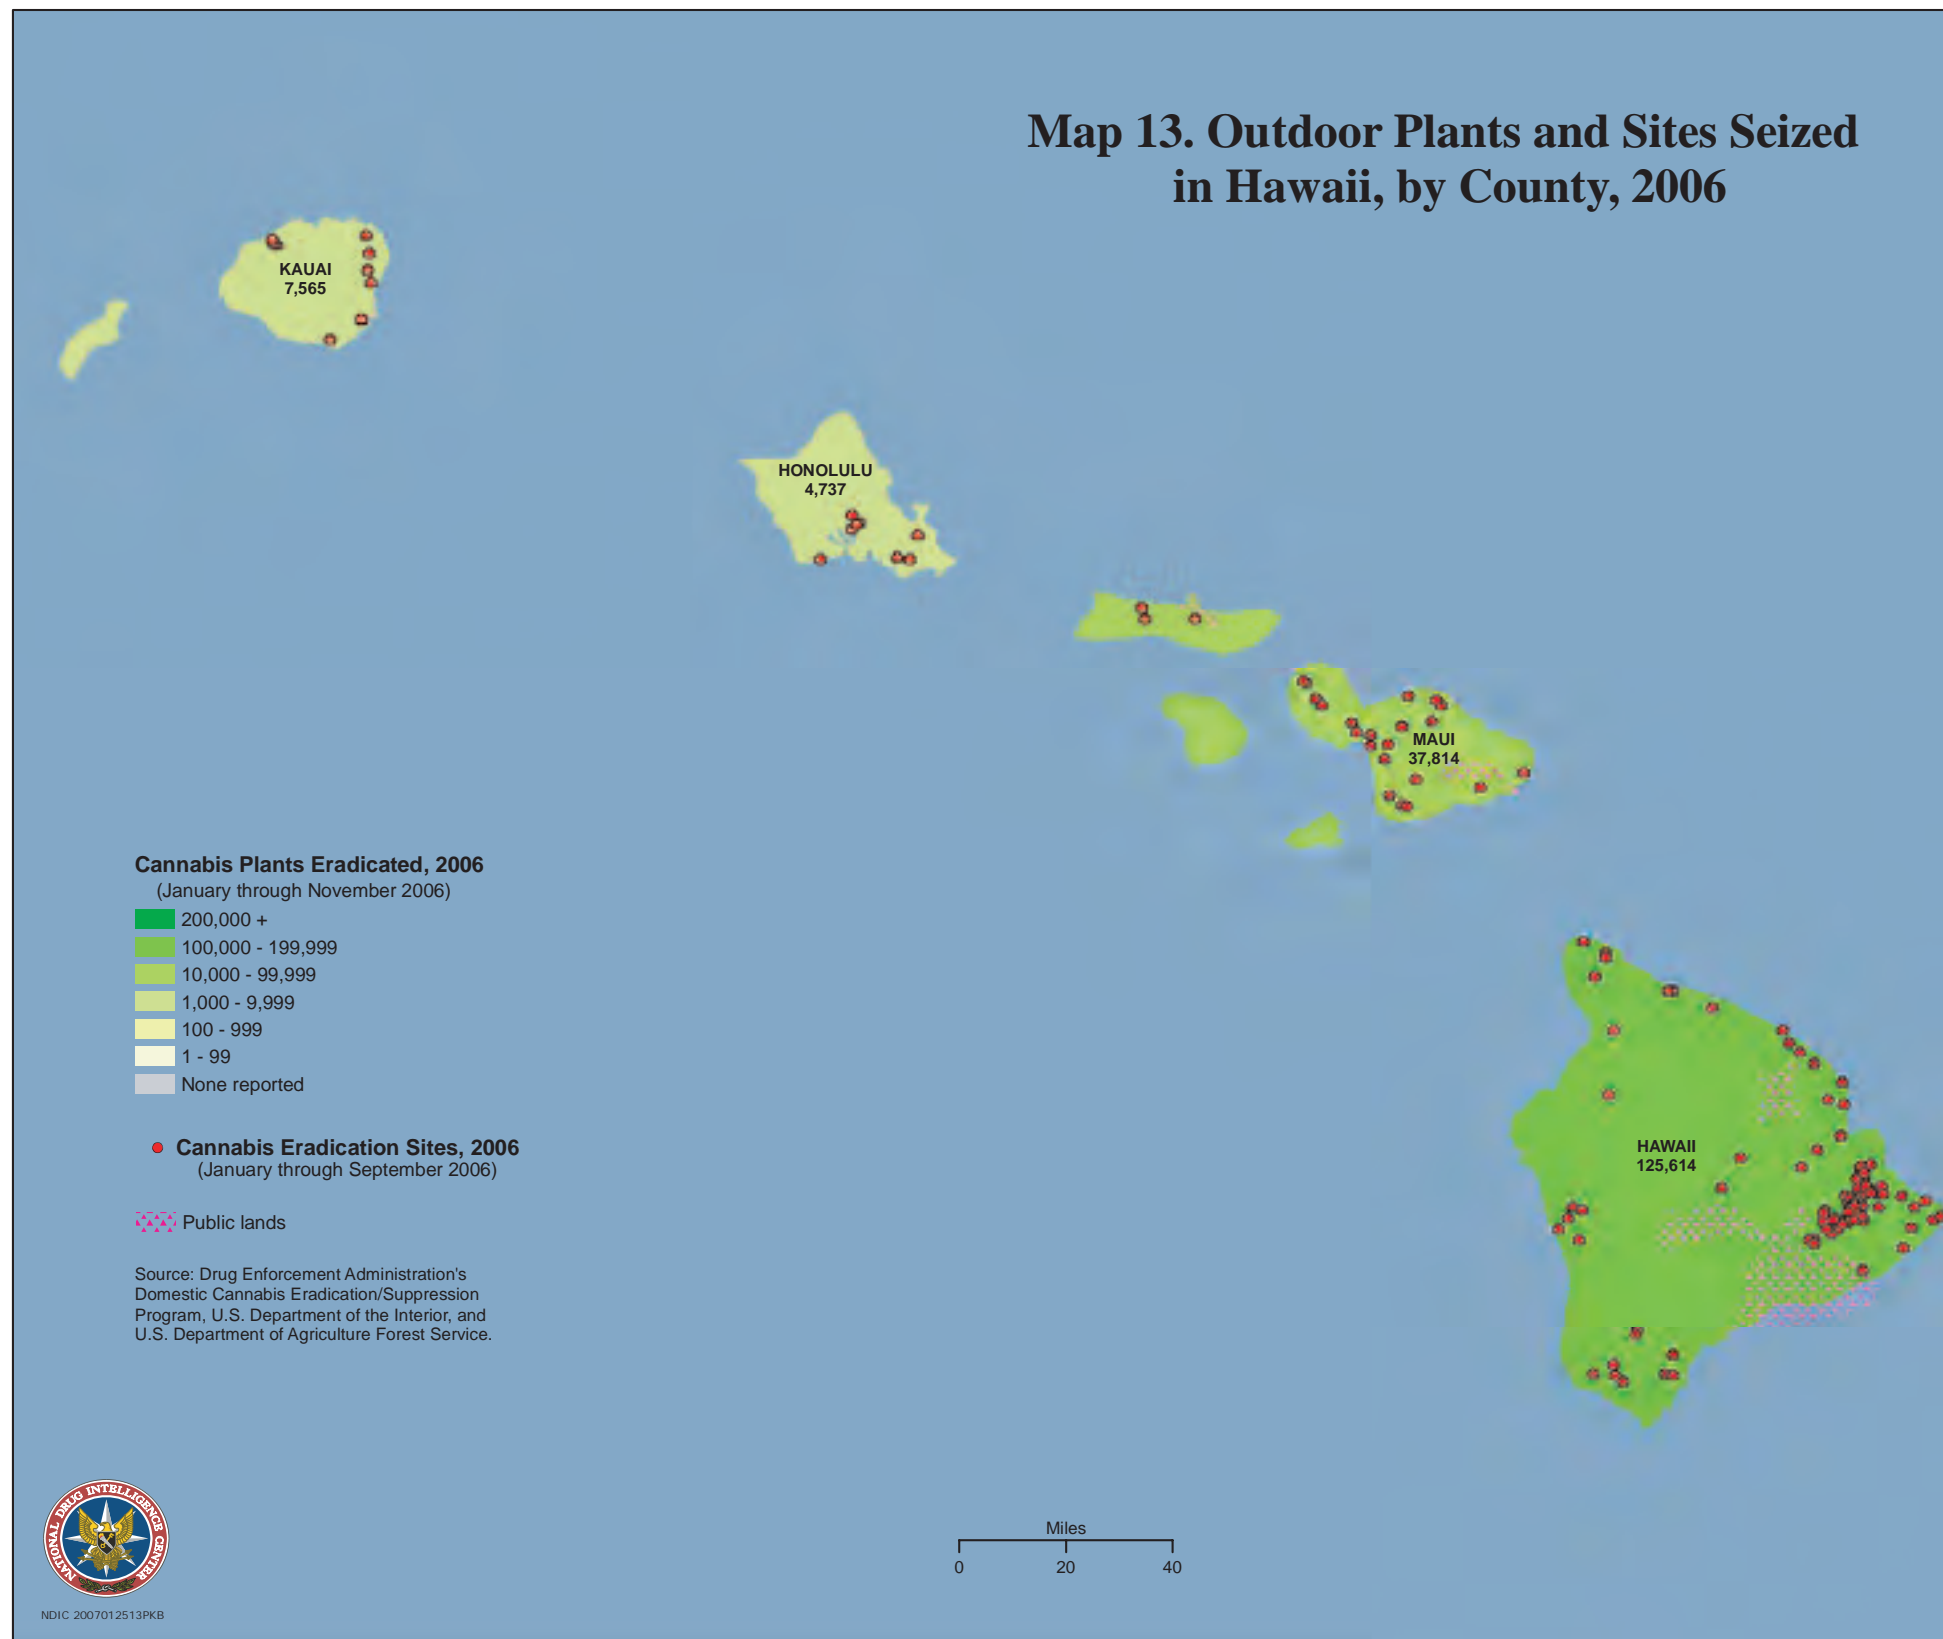 Map 13. Outdoor Plants and Sites Seized
in Hawaii, by County, 2006
KAUAI
7,565
HONOLULU
4,737
MAUI
37,814
HAWAII
125,614
Cannabis Plants Eradicated, 2006
(January through November 2006)
200,000 +
100,000 - 199,999
10,000 - 99,999
1,000 - 9,999
100 - 999
1 - 99
None reported
Cannabis Eradication Sites, 2006
(January through September 2006)
Public lands
Source: Drug Enforcement Administration's
Domestic Cannabis Eradication/Suppression
Program, U.S. Department of the Interior, and
U.S. Department of Agriculture Forest Service.
NATIONAL DRUG INTELLIGENCE CENTER
NDIC 2007012513PKB
Miles
0 20 40